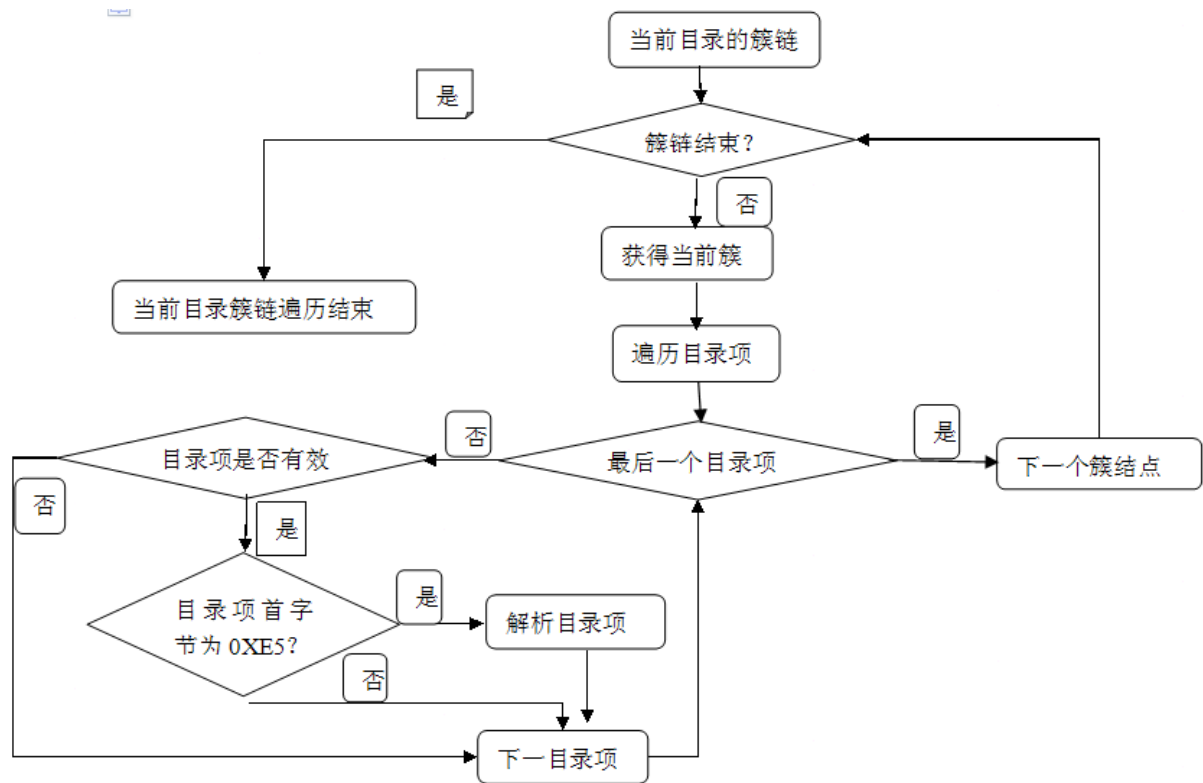 当前目录的簇链
是
簇链结束？
否
获得当前簇
当前目录簇链遍历结束
遍历目录项
否
是
目录项是否有效
最后一个目录项
下一个簇结点
否
是
目录项首字
节为 0XE5？
是
解析目录项
否
下一目录项